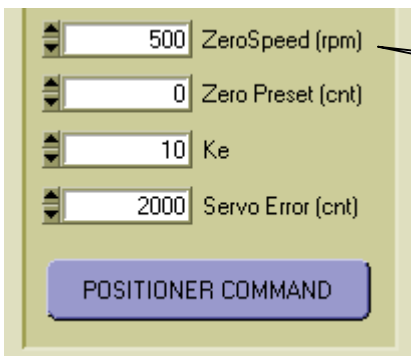 500 ZeroSpeed (rpm)
0 Zero Preset (cnt)
10 Ke
2000 Servo Error (cnt)
POSITIONER COMMAND